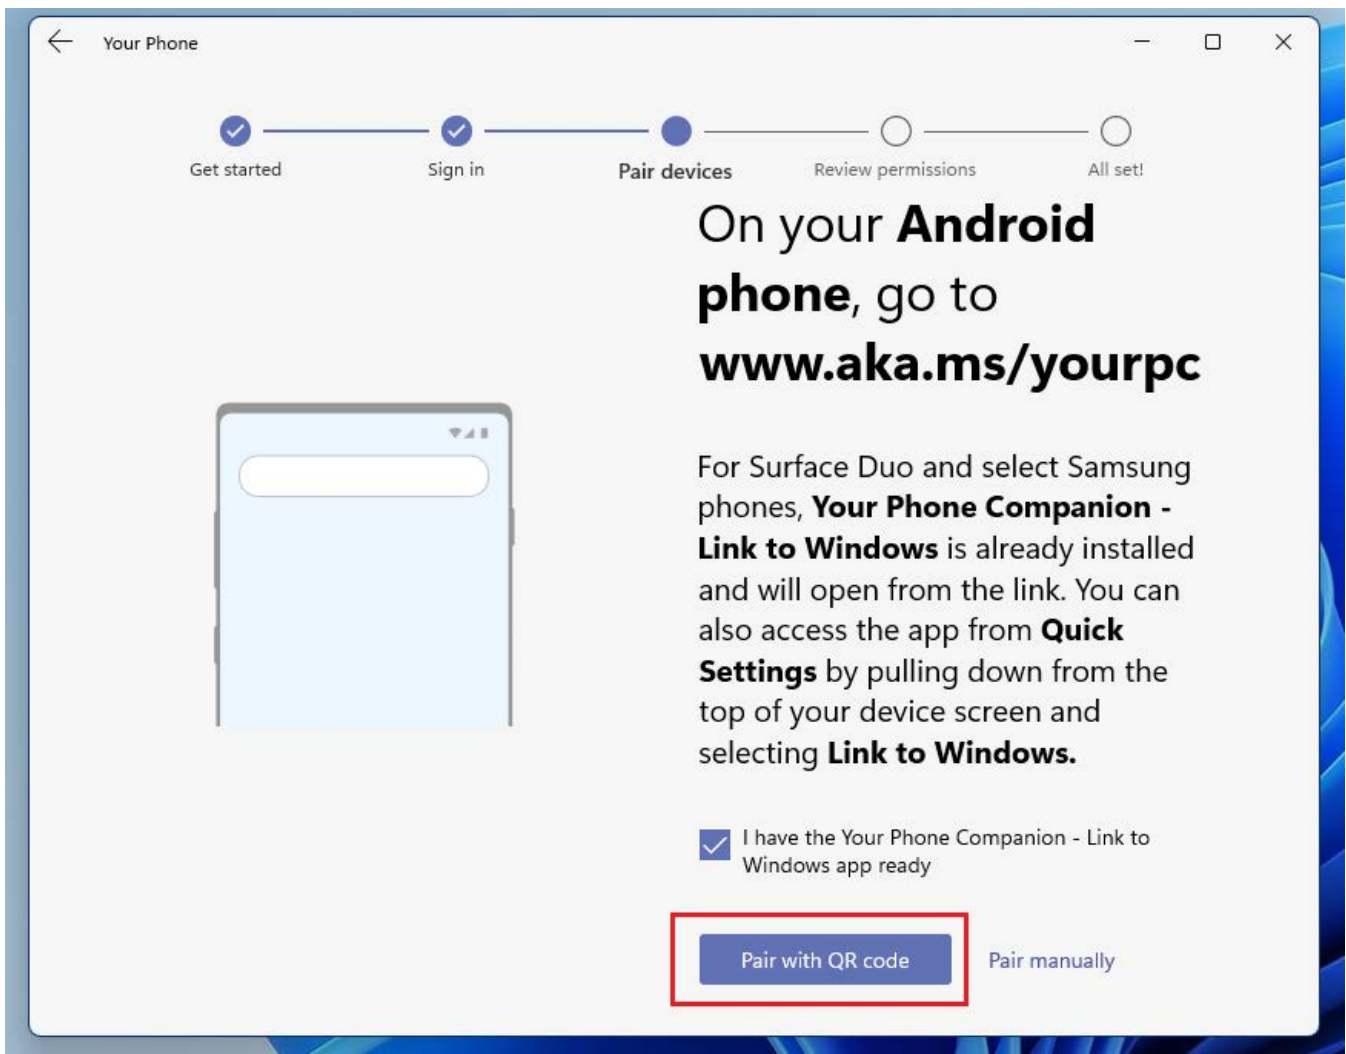 Your Phone
Get started
Sign in
Pair devices
Review permissions
All set!
On your Android
phone, go to
www.aka.ms/yourpc
For Surface Duo and select Samsung
phones, Your Phone Companion -
Link to Windows is already installed
and will open from the link. You can
also access the app from Quick
Settings by pulling down from the
top of your device screen and
selecting Link to Windows.
I have the Your Phone Companion - Link to
Windows app ready
Pair with QR code
Pair manually